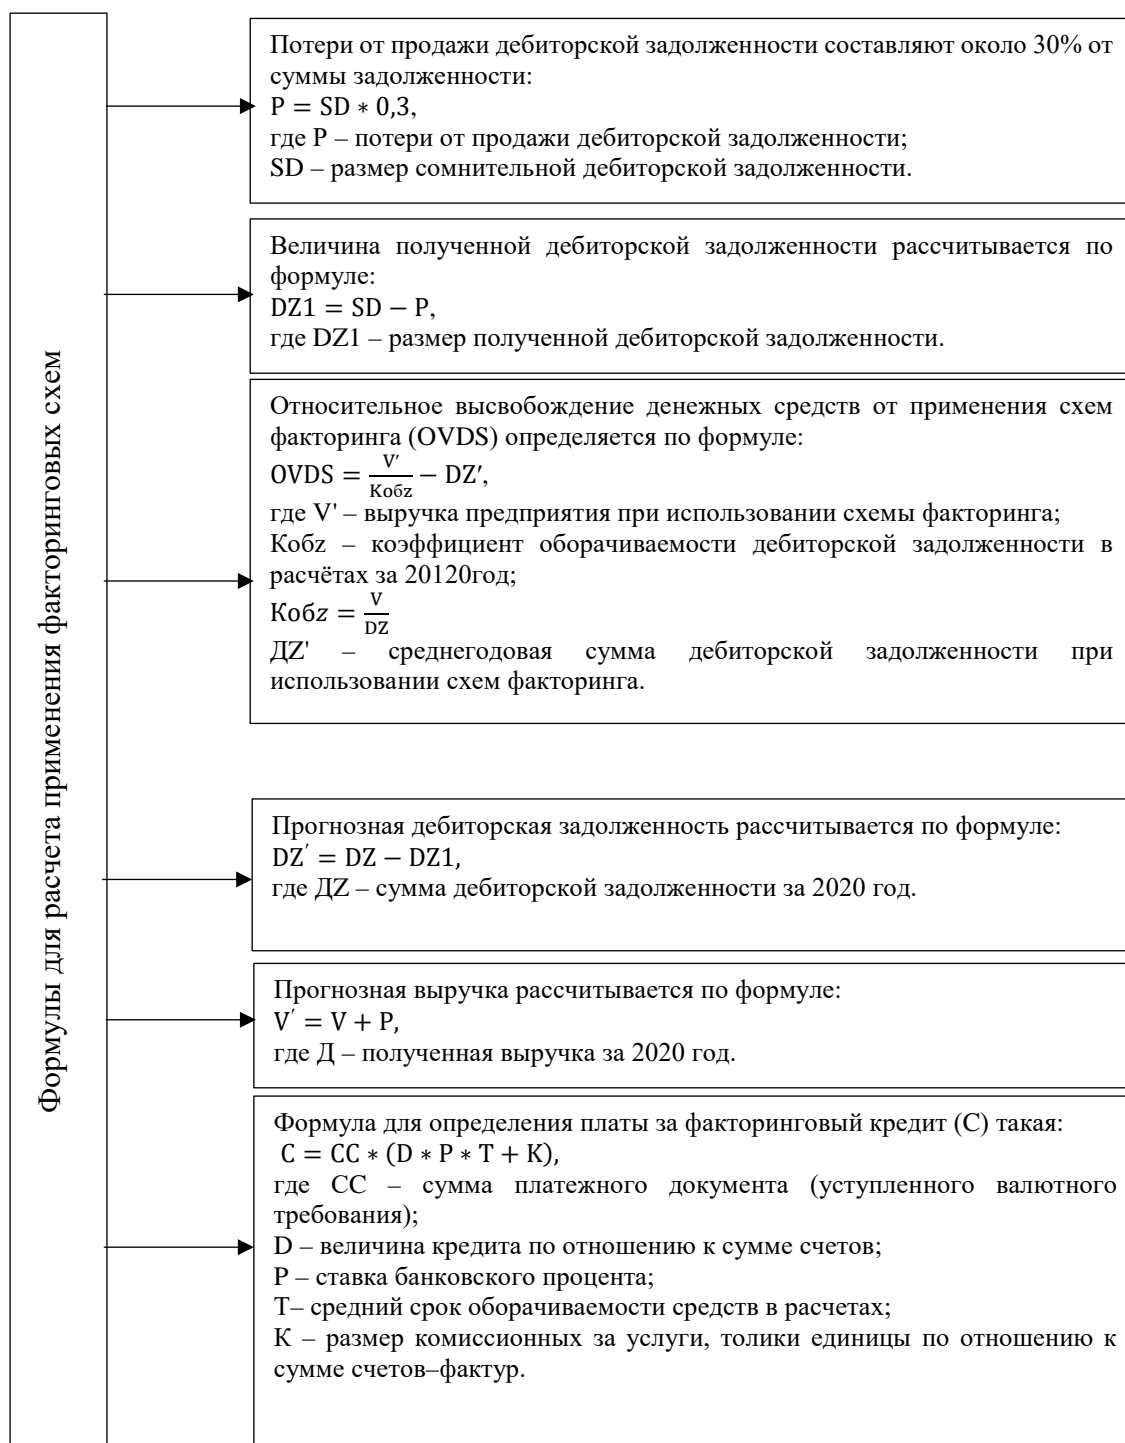 Формулы для расчета применения факторинговых схем
Потери от продажи дебиторской задолженности составляют около 30% от
суммы задолженности:
P = SD ∗ 0,3,
где P – потери от продажи дебиторской задолженности;
SD – размер сомнительной дебиторской задолженности.
Величина полученной дебиторской задолженности рассчитывается по
формуле:
DZ1 = SD − P,
где DZ1 – размер полученной дебиторской задолженности.
Относительное высвобождение денежных средств от применения схем
факторинга (OVDS) определяется по формуле:
OVDS = V′/Кобz − DZ′,
где V' – выручка предприятия при использовании схемы факторинга;
Кобz – коэффициент оборачиваемости дебиторской задолженности в
расчётах за 20120год;
Кобz = V/DZ
ДZ' – среднегодовая сумма дебиторской задолженности при
использовании схем факторинга.
Прогнозная дебиторская задолженность рассчитывается по формуле:
DZ′ = DZ − DZ1,
где ДZ – сумма дебиторской задолженности за 2020 год.
Прогнозная выручка рассчитывается по формуле:
V′ = V + P,
где Д – полученная выручка за 2020 год.
Формула для определения платы за факторинговый кредит (С) такая:
C = CC ∗ (D ∗ P ∗ T + K),
где СС – сумма платежного документа (уступленного валютного
требования);
D – величина кредита по отношению к сумме счетов;
Р – ставка банковского процента;
Т– средний срок оборачиваемости средств в расчетах;
К – размер комиссионных за услуги, толики единицы по отношению к
сумме счетов–фактур.